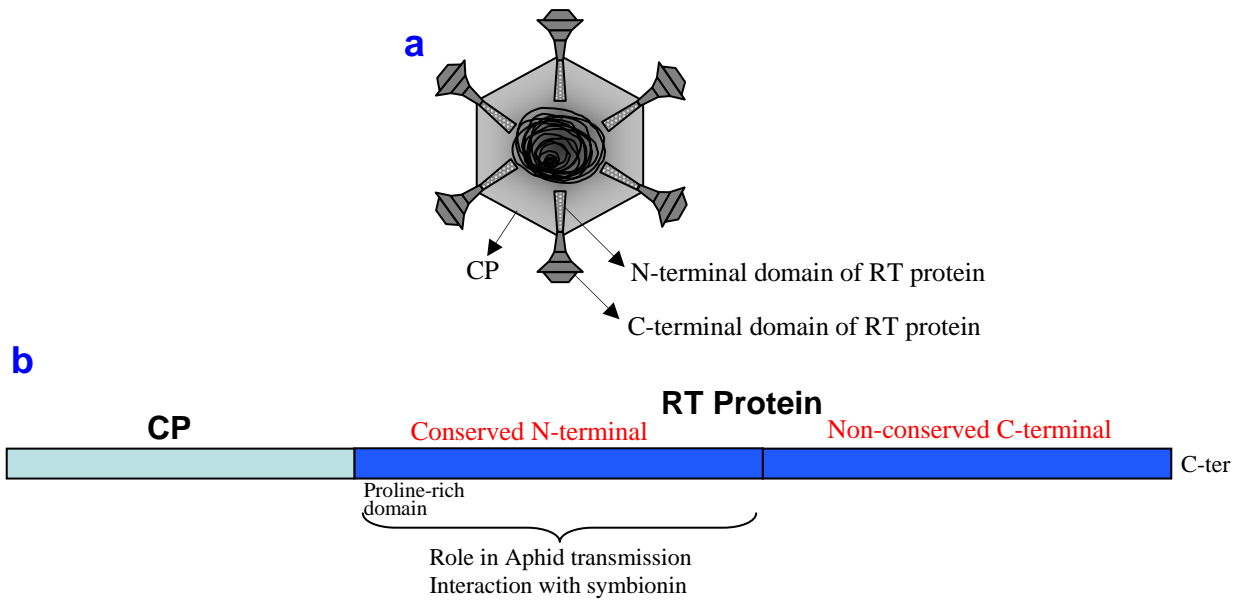 a
CP
N-terminal domain of RT protein
C-terminal domain of RT protein
b
RT Protein
CP
Conserved N-terminal
Non-conserved C-terminal
C-ter
Proline-rich
domain
Role in Aphid transmission
Interaction with symbionin